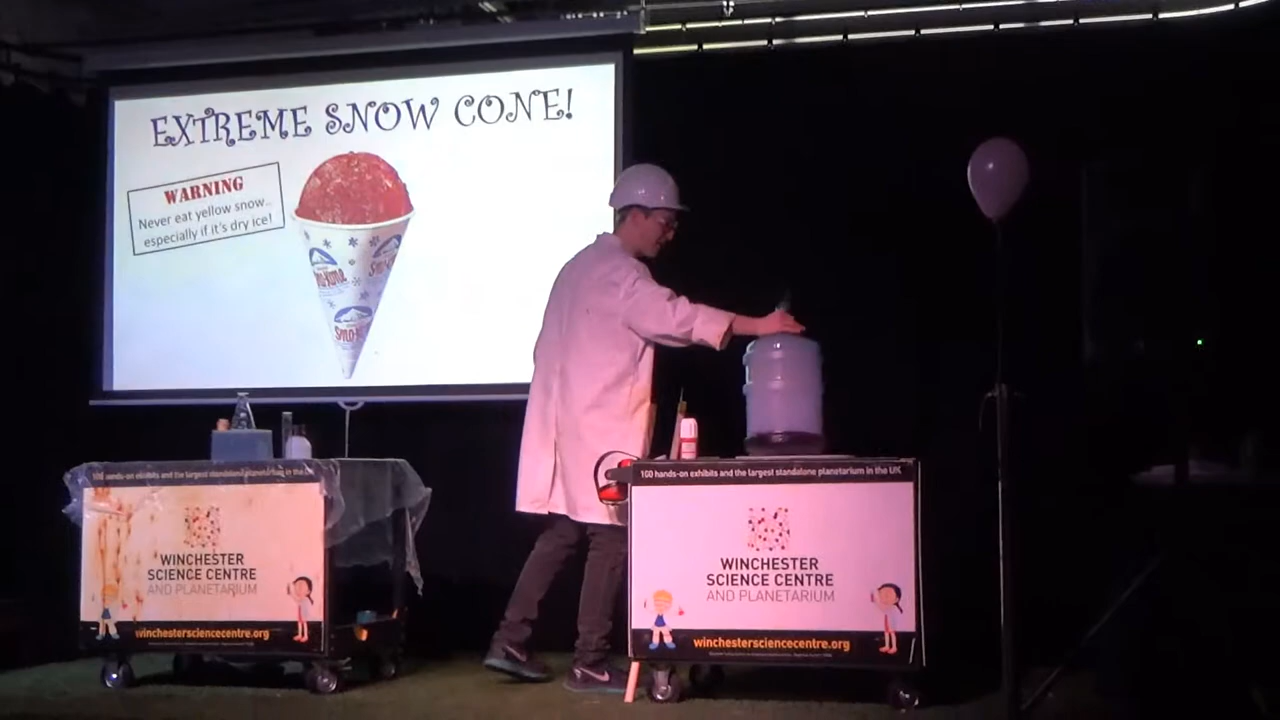 EXTREME SNOW CONE!
WARNING
Never eat yellow snow..
especially if it's dry ice!
100 hands-on exhibits and the largest standalone planetarium in the UK
WINCHESTER
SCIENCE CENTRE
AND PLANETARIUM
winchestersciencecentre.org
100 hands-on exhibits and the largest standalone planetarium in the UK
WINCHESTER
SCIENCE CENTRE
AND PLANETARIUM
winchestersciencecentre.org